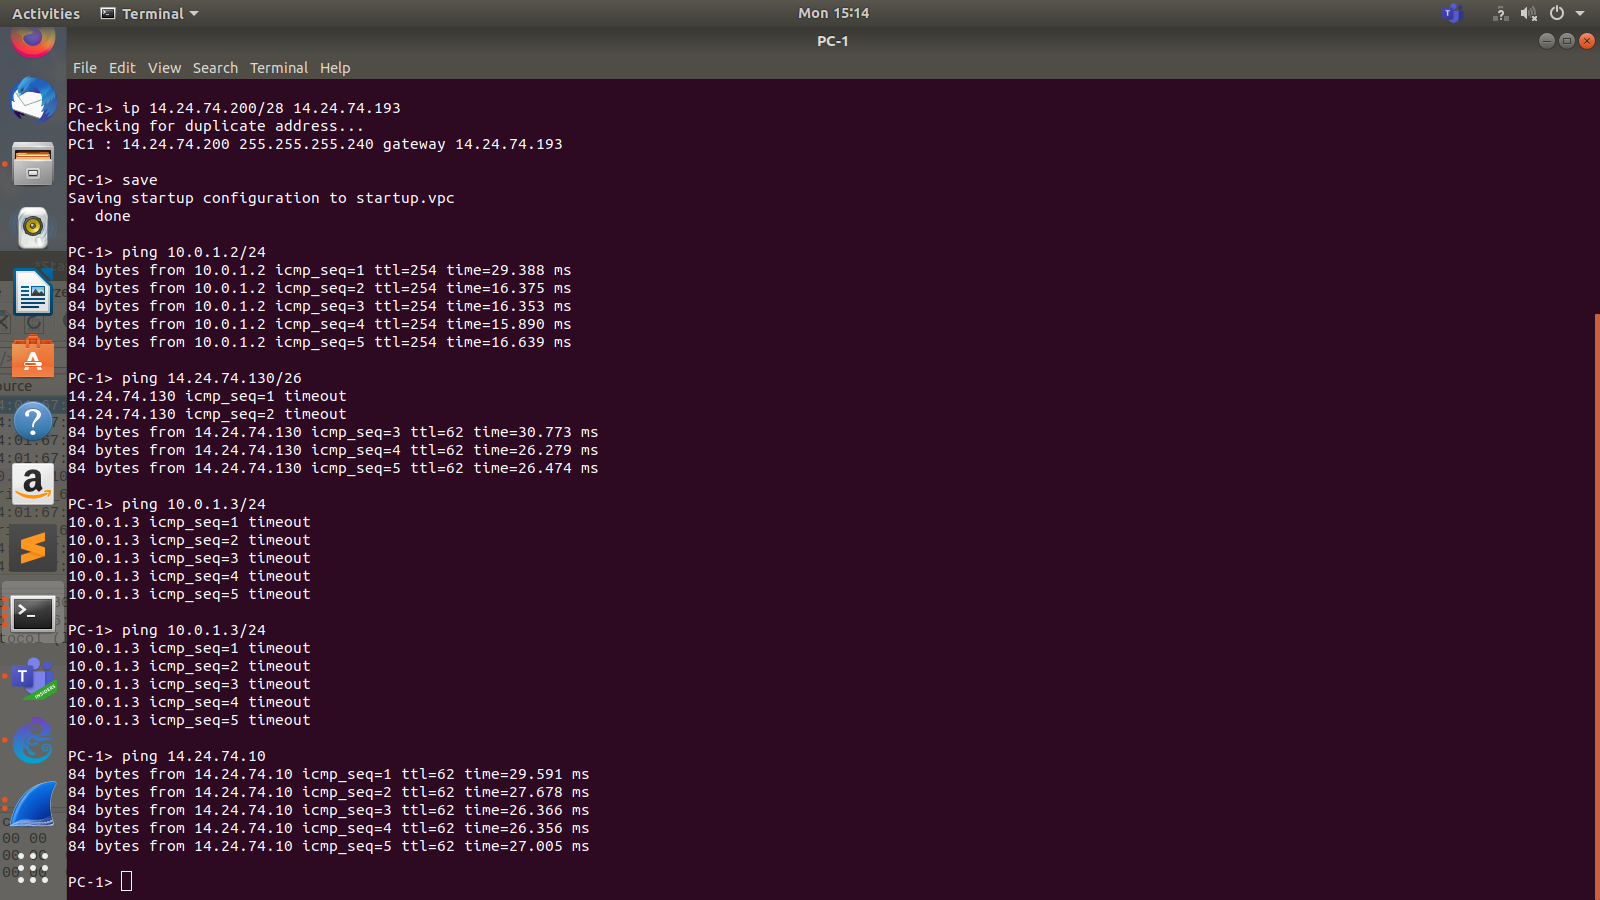 Activities Terminal Mon 15:14
PC-1
File Edit View Search Terminal Help
PC-1> ip 14.24.74.200/28 14.24.74.193
Checking for duplicate address...
PC1 : 14.24.74.200 255.255.255.240 gateway 14.24.74.193
PC-1> save
Saving startup configuration to startup.vpc
.  done
PC-1> ping 10.0.1.2/24
84 bytes from 10.0.1.2 icmp_seq=1 ttl=254 time=29.388 ms
84 bytes from 10.0.1.2 icmp_seq=2 ttl=254 time=16.375 ms
84 bytes from 10.0.1.2 icmp_seq=3 ttl=254 time=16.353 ms
84 bytes from 10.0.1.2 icmp_seq=4 ttl=254 time=15.890 ms
84 bytes from 10.0.1.2 icmp_seq=5 ttl=254 time=16.639 ms
PC-1> ping 14.24.74.130/26
14.24.74.130 icmp_seq=1 timeout
14.24.74.130 icmp_seq=2 timeout
84 bytes from 14.24.74.130 icmp_seq=3 ttl=62 time=30.773 ms
84 bytes from 14.24.74.130 icmp_seq=4 ttl=62 time=26.279 ms
84 bytes from 14.24.74.130 icmp_seq=5 ttl=62 time=26.474 ms
PC-1> ping 10.0.1.3/24
10.0.1.3 icmp_seq=1 timeout
10.0.1.3 icmp_seq=2 timeout
10.0.1.3 icmp_seq=3 timeout
10.0.1.3 icmp_seq=4 timeout
10.0.1.3 icmp_seq=5 timeout
PC-1> ping 10.0.1.3/24
10.0.1.3 icmp_seq=1 timeout
10.0.1.3 icmp_seq=2 timeout
10.0.1.3 icmp_seq=3 timeout
10.0.1.3 icmp_seq=4 timeout
10.0.1.3 icmp_seq=5 timeout
PC-1> ping 14.24.74.10
84 bytes from 14.24.74.10 icmp_seq=1 ttl=62 time=29.591 ms
84 bytes from 14.24.74.10 icmp_seq=2 ttl=62 time=27.678 ms
84 bytes from 14.24.74.10 icmp_seq=3 ttl=62 time=26.366 ms
84 bytes from 14.24.74.10 icmp_seq=4 ttl=62 time=26.356 ms
84 bytes from 14.24.74.10 icmp_seq=5 ttl=62 time=27.005 ms
PC-1>